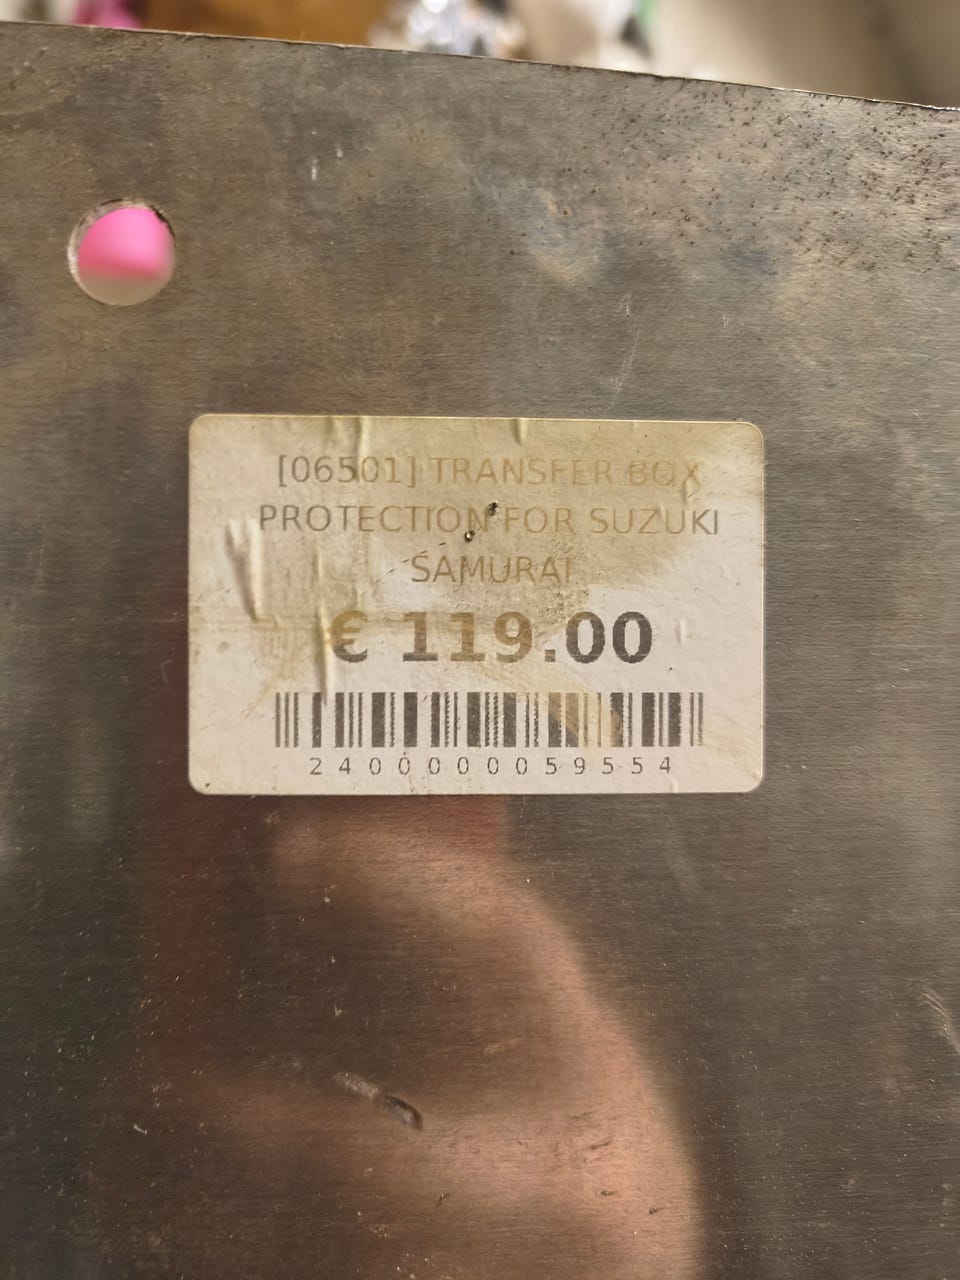 [06501] TRANSFER BOX
PROTECTION FOR SUZUKI
SAMURAI
€ 119.00
2400000059554